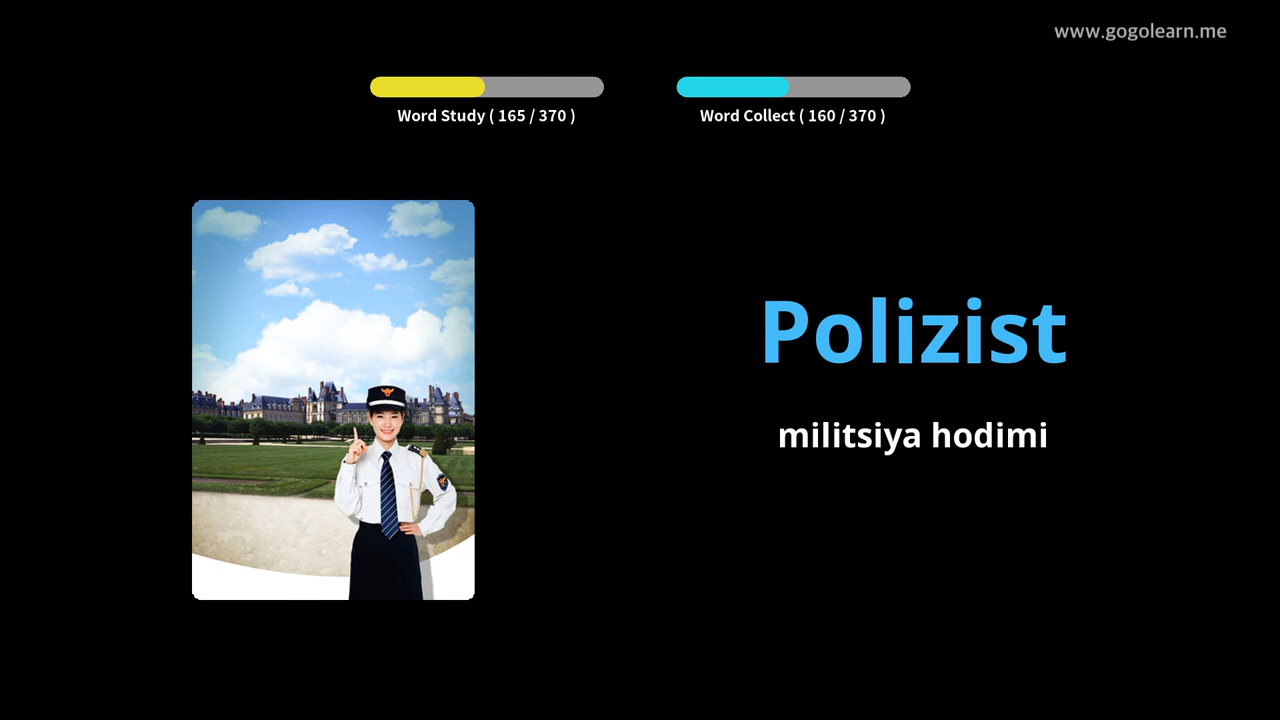 www.gogolearn.me
Word Study ( 165 / 370 )
Word Collect ( 160 / 370 )
Polizist
militsiya hodimi